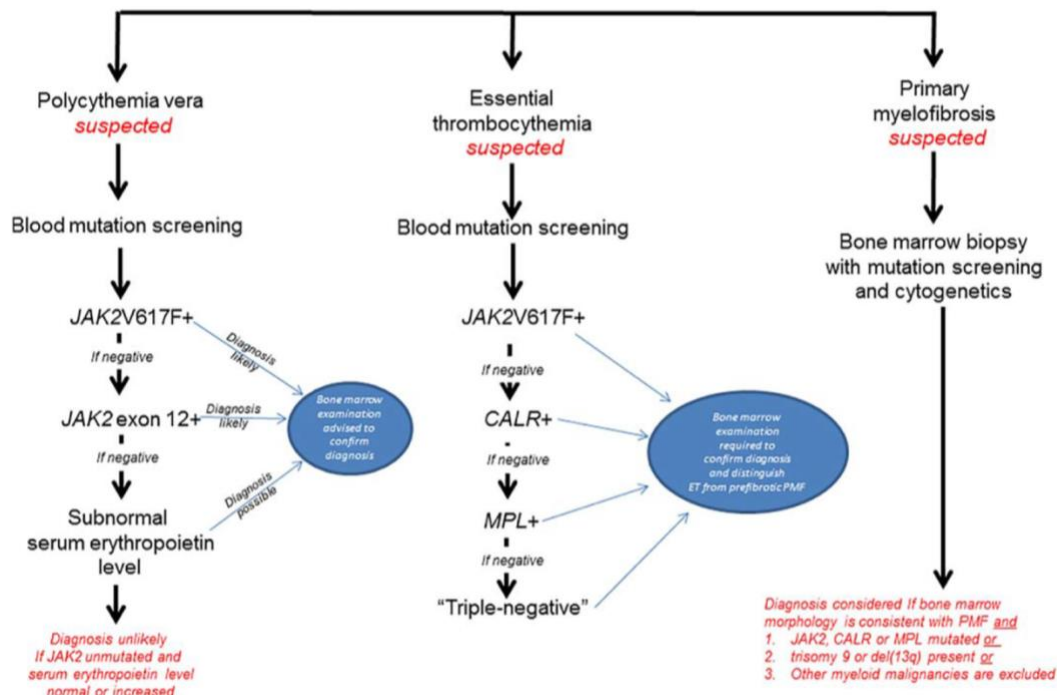 Polycythemia vera
suspected
Blood mutation screening
JAK2V617F+
If negative
JAK2 exon 12+
If negative
Subnormal
serum erythropoietin
level
Diagnosis unlikely
If JAK2 unmutated and
serum erythropoietin level
normal or increased
Diagnosis
likely
Diagnosis
likely
Diagnosis
possible
Bone marrow
examination
advised to
confirm
diagnosis
Essential
thrombocythemia
suspected
Blood mutation screening
JAK2V617F+
If negative
CALR+
If negative
MPL+
If negative
“Triple-negative”
Bone marrow
examination
required to
confirm diagnosis
and distinguish
ET from prefibrotic PMF
Primary
myelofibrosis
suspected
Bone marrow biopsy
with mutation screening
and cytogenetics
Diagnosis considered If bone marrow
morphology is consistent with PMF and
1. JAK2, CALR or MPL mutated or
2. trisomy 9 or del(13q) present or
3. Other myeloid malignancies are excluded